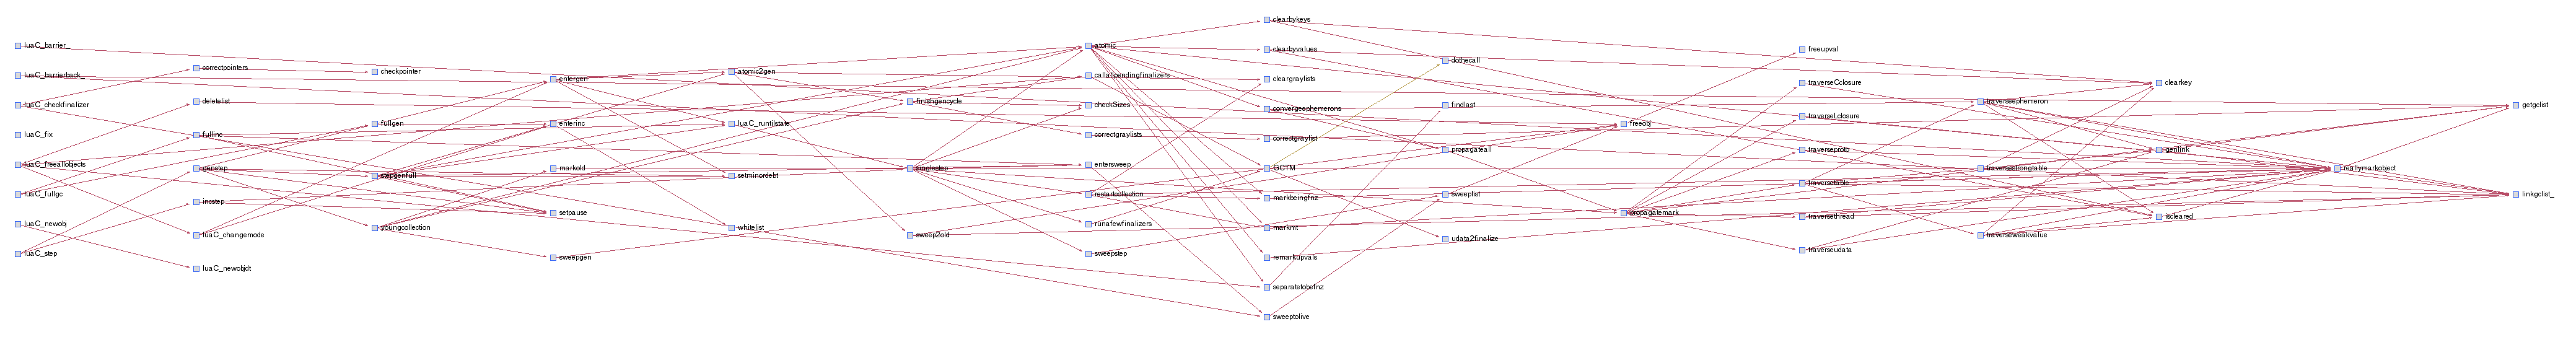 luaC_barrier_
luaC_barrierback_
luaC_checkfinalizer
luaC_fix
luaC_freeallobjects
luaC_fullgc
luaC_newobj
luaC_step
correctpointers
deletelist
fullinc
genstep
incstep
luaC_changemode
luaC_newobjdt
checkpointer
fullgen
stepgenfull
youngcollection
entergen
enterinc
markold
setpause
sweepgen
atomic2gen
luaC_runtilstate
setminordebt
whitelist
finishgencycle
singlestep
sweep2old
atomic
callallpendingfinalizers
checkSizes
correctgraylists
entersweep
restartcollection
runafewfinalizers
sweepstep
clearbykeys
clearbyvalues
cleargraylists
convergeephemerons
correctgraylist
GCTM
markbeingfnz
markmt
remarkupvals
separatetobefnz
sweeptolive
dothecall
findlast
propagateall
sweeplist
udata2finalize
freeobj
propagatemark
freeupval
traverseCclosure
traverseLclosure
traverseproto
traversetable
traversethread
traverseudata
traverseephemeron
traversestrongtable
traverseweakvalue
clearkey
genlink
iscleared
reallymarkobject
getgclist
linkgclist_